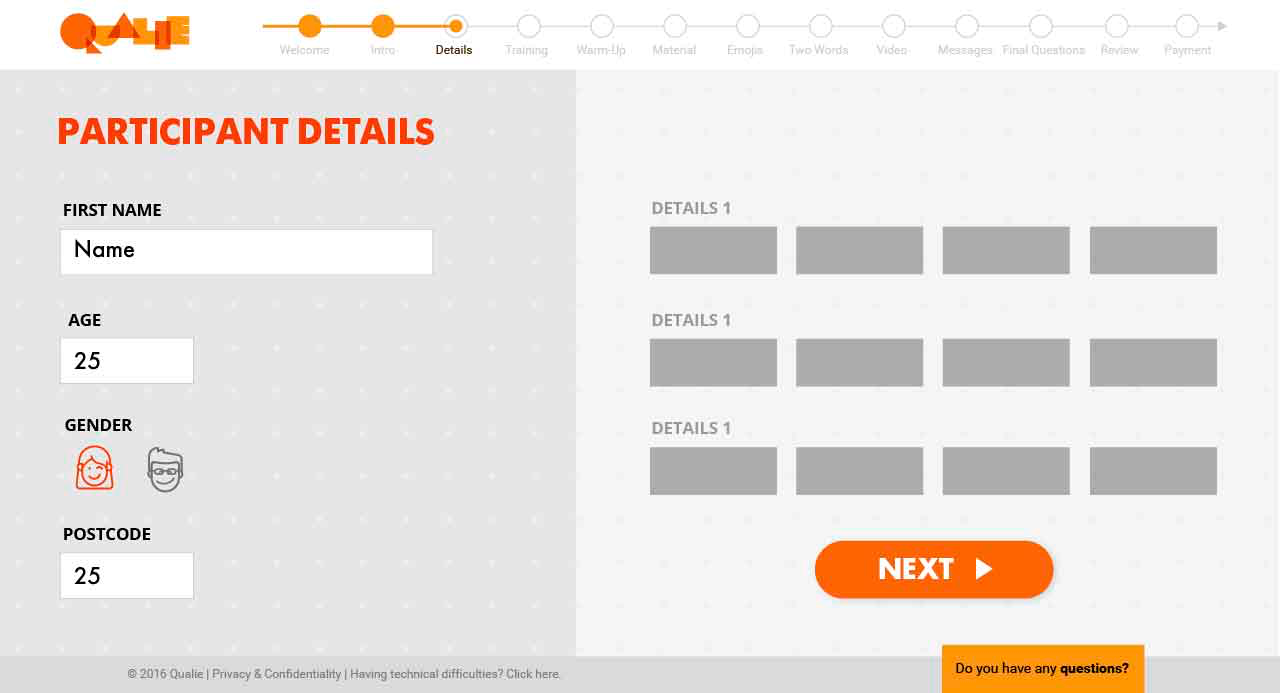 QUALIE
Welcome Intro Details Training Warm-Up Material Emojis Two Words Video Messages Final Questions Review Payment
PARTICIPANT DETAILS
FIRST NAME
Name
AGE
25
GENDER
POSTCODE
25
DETAILS 1
DETAILS 1
DETAILS 1
NEXT
© 2016 Qualie | Privacy & Confidentiality | Having technical difficulties? Click here.
Do you have any questions?